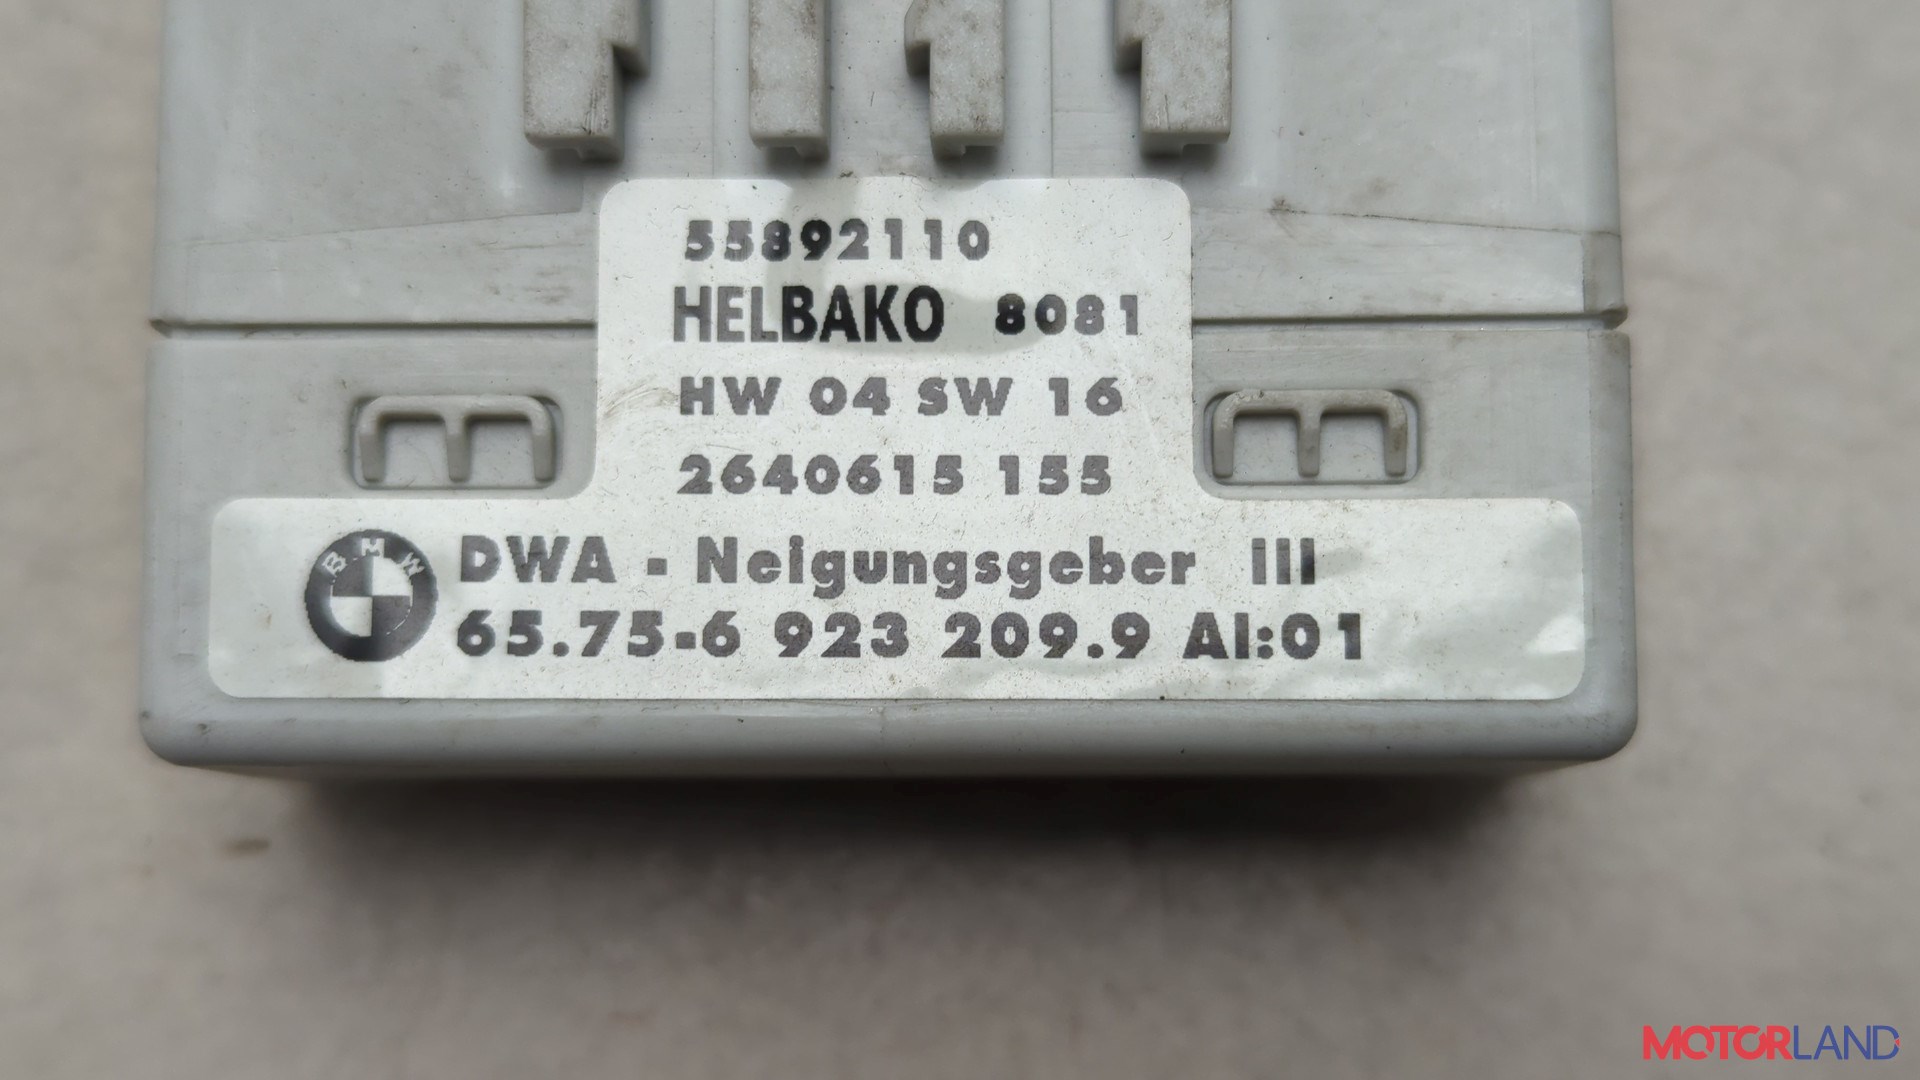 55892110
HELBAKO 8081
HW 04 SW 16
2640615 155
BMW
DWA - Neigungsgeber III
65.75-6 923 209.9 AI:01
MOTORLAND